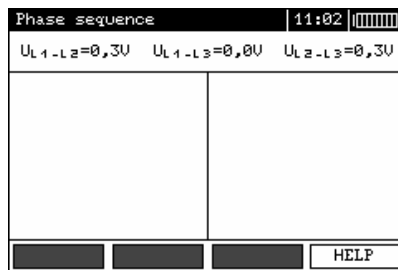 Phase sequence 11:02
UL1-L2=0,3V UL1-L3=0,0V UL2-L3=0,3V
HELP